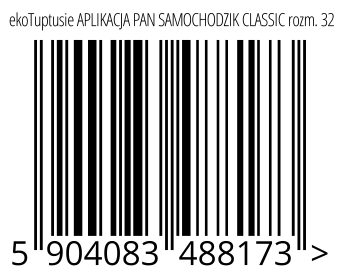 ekoTuptusie APLIKACJA PAN SAMOCHODZIK CLASSIC rozm. 32
5 904083 488173 >